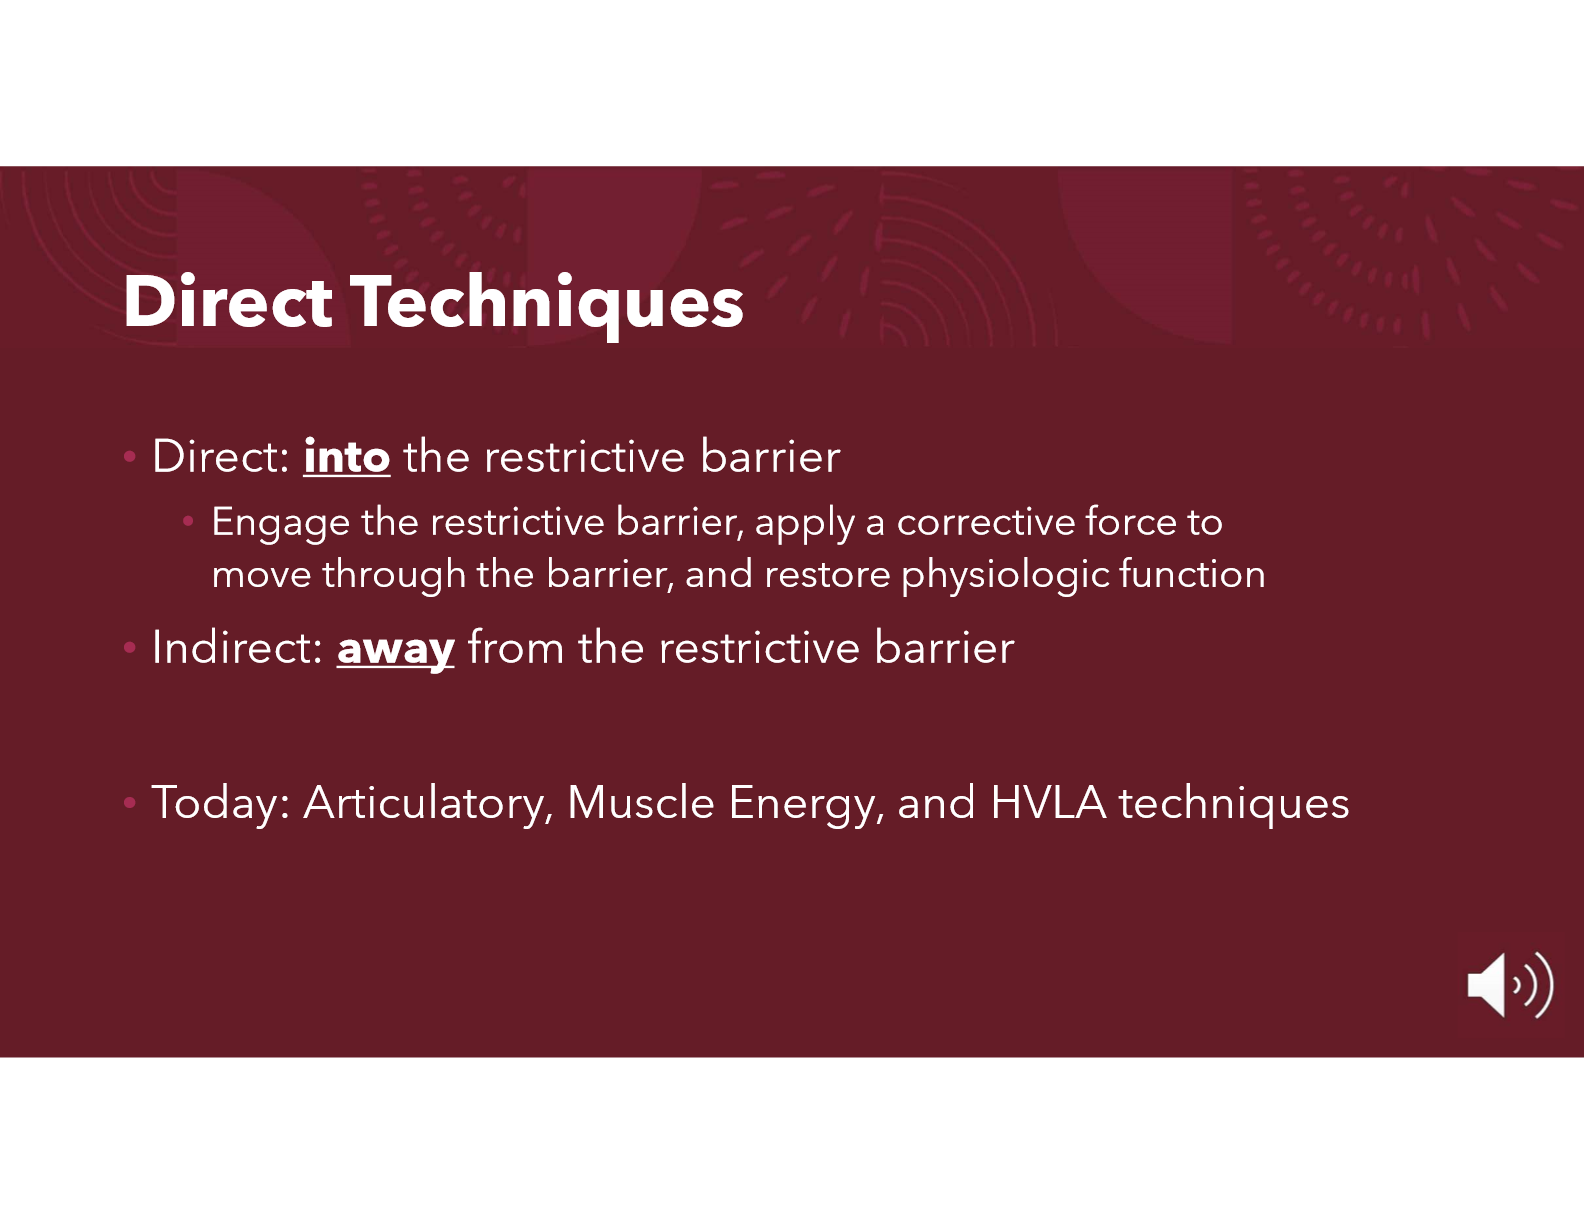 Direct Techniques
• Direct: into the restrictive barrier
• Engage the restrictive barrier, apply a corrective force to
move through the barrier, and restore physiologic function
• Indirect: away from the restrictive barrier
• Today: Articulatory, Muscle Energy, and HVLA techniques